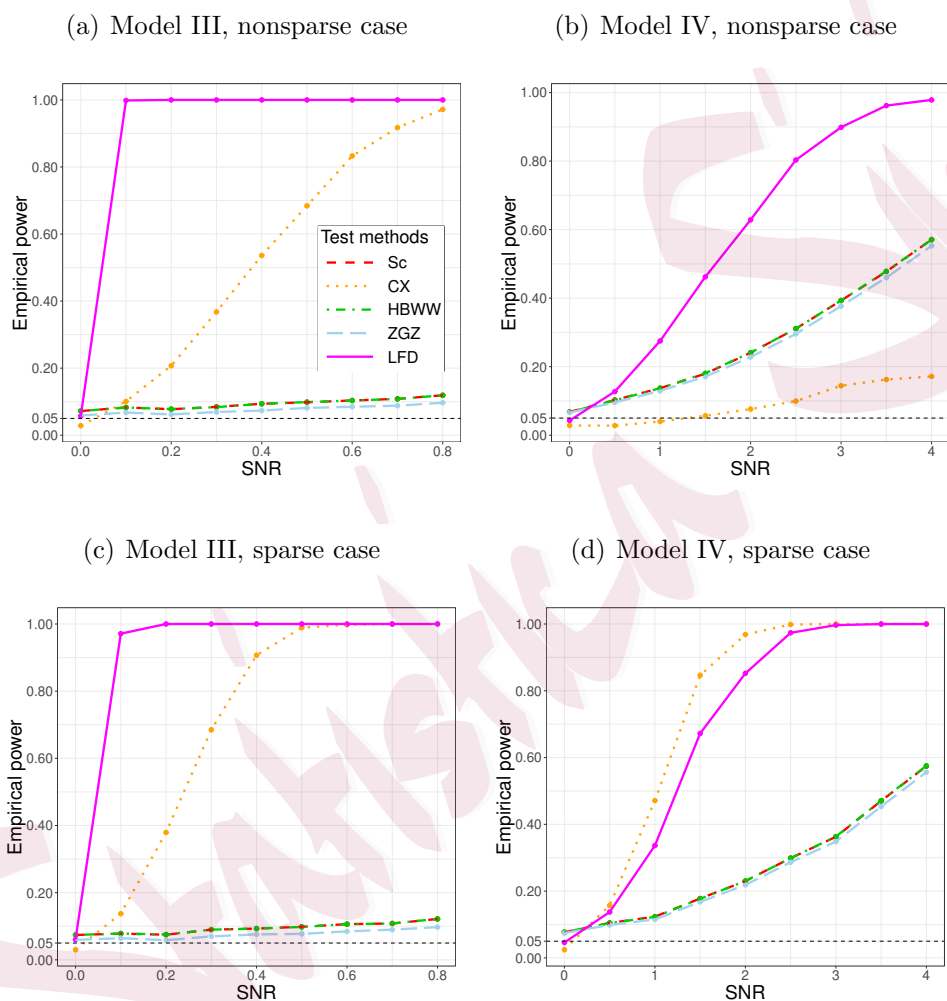 (a) Model III, nonsparse case
(b) Model IV, nonsparse case
Empirical power
1.00
0.80
0.60
0.40
0.20
0.05
0.00
0.0 0.2 0.4 0.6 0.8
SNR
Test methods
Sc
CX
HBWW
ZGZ
LFD
Empirical power
1.00
0.80
0.60
0.40
0.20
0.05
0.00
0 1 2 3 4
SNR
(c) Model III, sparse case
(d) Model IV, sparse case
Empirical power
1.00
0.80
0.60
0.40
0.20
0.05
0.00
0.0 0.2 0.4 0.6 0.8
SNR
Empirical power
1.00
0.80
0.60
0.40
0.20
0.05
0.00
0 1 2 3 4
SNR